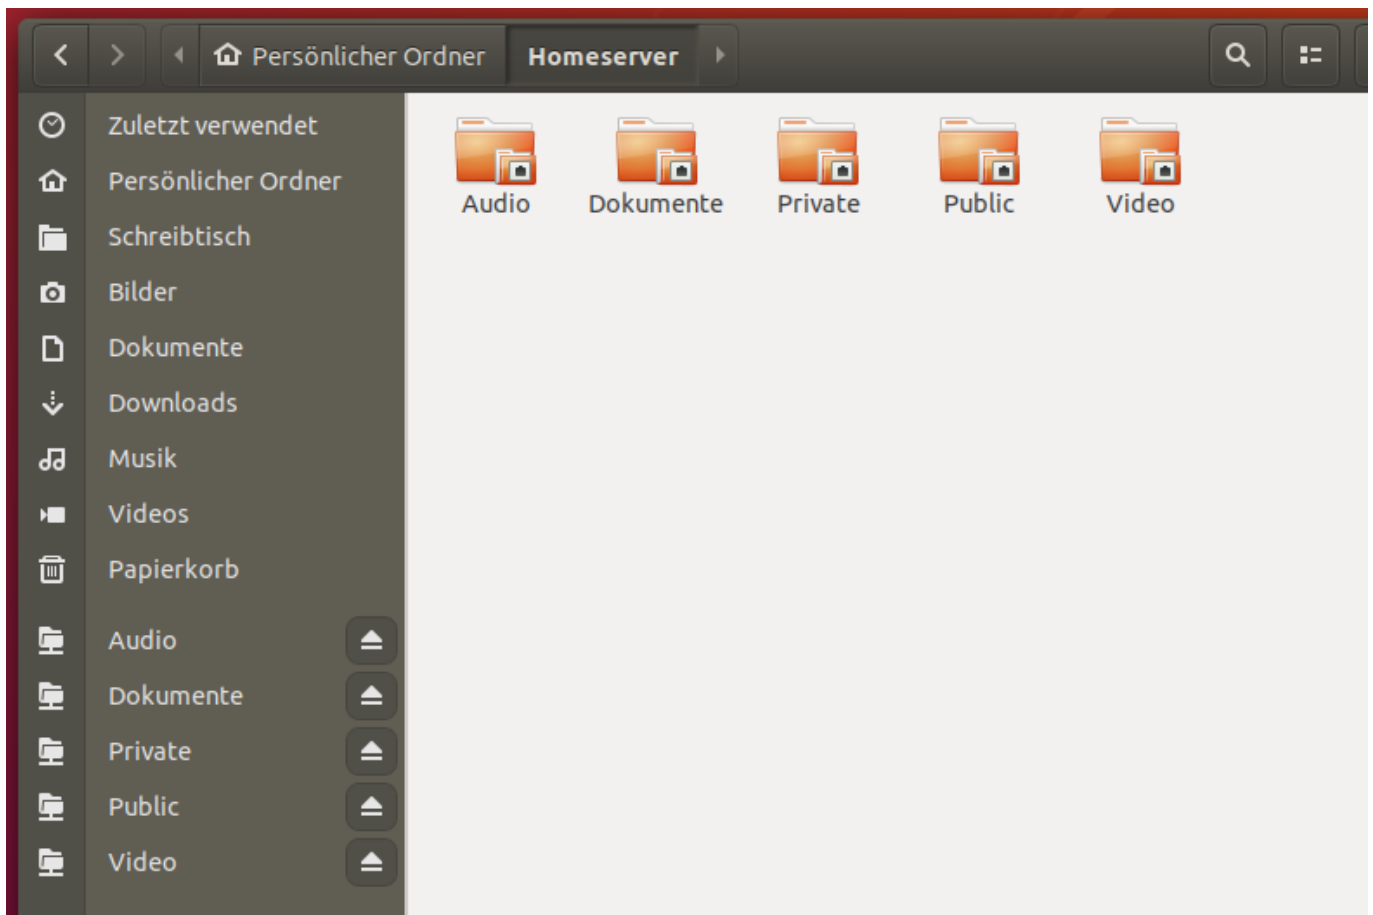 Persönlicher Ordner Homeserver
Zuletzt verwendet
Persönlicher Ordner
Schreibtisch
Bilder
Dokumente
Downloads
Musik
Videos
Papierkorb
Audio
Dokumente
Private
Public
Video
Audio Dokumente Private Public Video